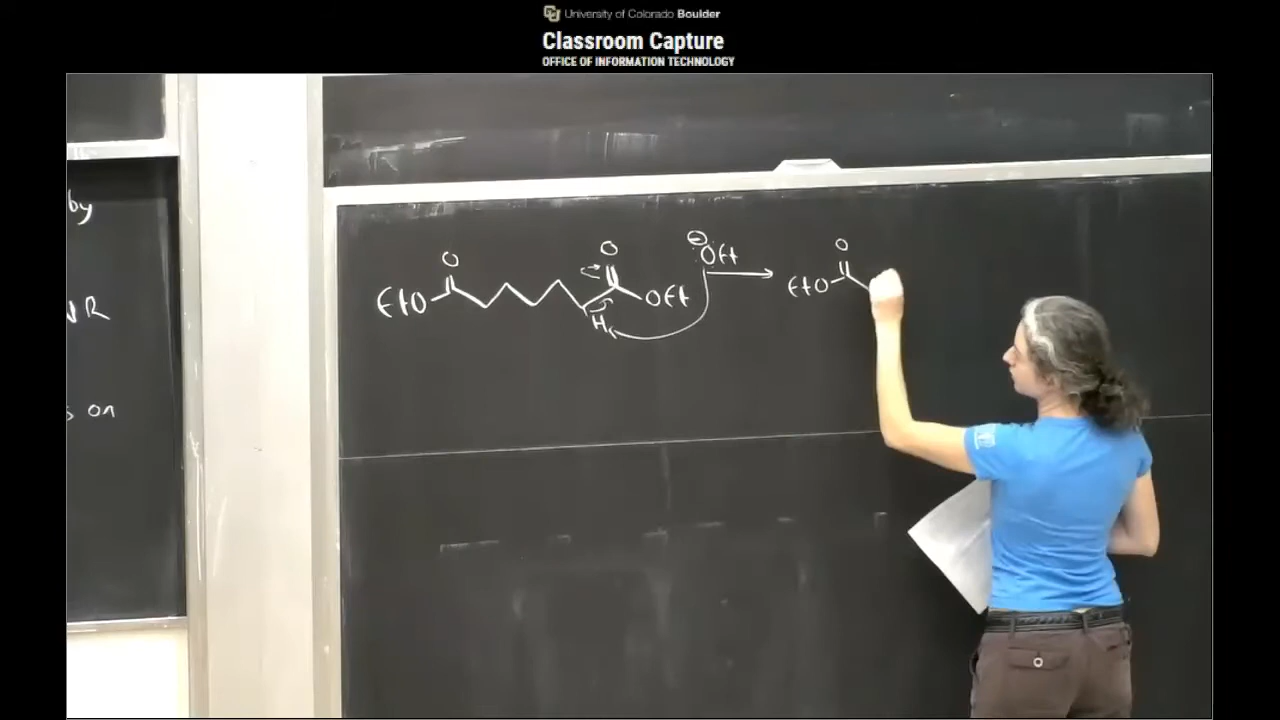 University of Colorado Boulder
Classroom Capture
OFFICE OF INFORMATION TECHNOLOGY
by
R
s on
O
EtO
O
OEt
H
⊖
OEt
O
EtO